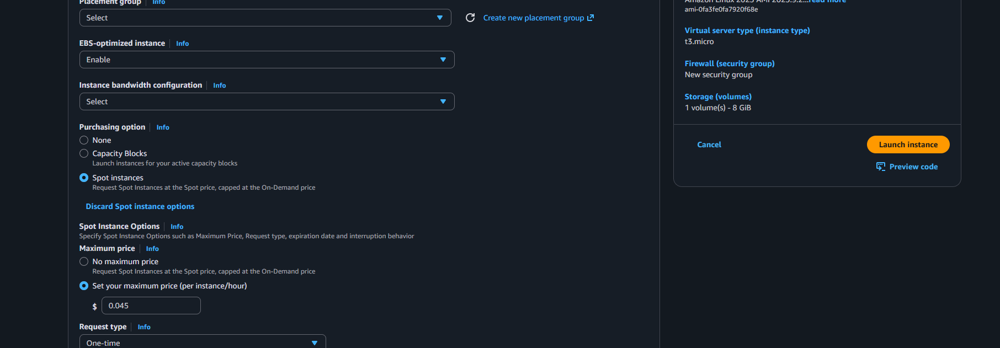 Placement group Info
Select
Create new placement group
EBS-optimized instance Info
Enable
Instance bandwidth configuration Info
Select
Purchasing option Info
None
Capacity Blocks
Launch instances for your active capacity blocks
Spot instances
Request Spot Instances at the Spot price, capped at the On-Demand price
Discard Spot instance options
Spot Instance Options Info
Specify Spot Instance Options such as Maximum Price, Request type, expiration date and interruption behavior
Maximum price Info
No maximum price
Request Spot Instances at the Spot price, capped at the On-Demand price
Set your maximum price (per instance/hour)
$ 0.045
Request type Info
One-time
Amazon Linux 2023 AMI 2023.9.2...read more
ami-0fa3fe0fa7920f68e
Virtual server type (instance type)
t3.micro
Firewall (security group)
New security group
Storage (volumes)
1 volume(s) - 8 GiB
Cancel
Launch instance
Preview code